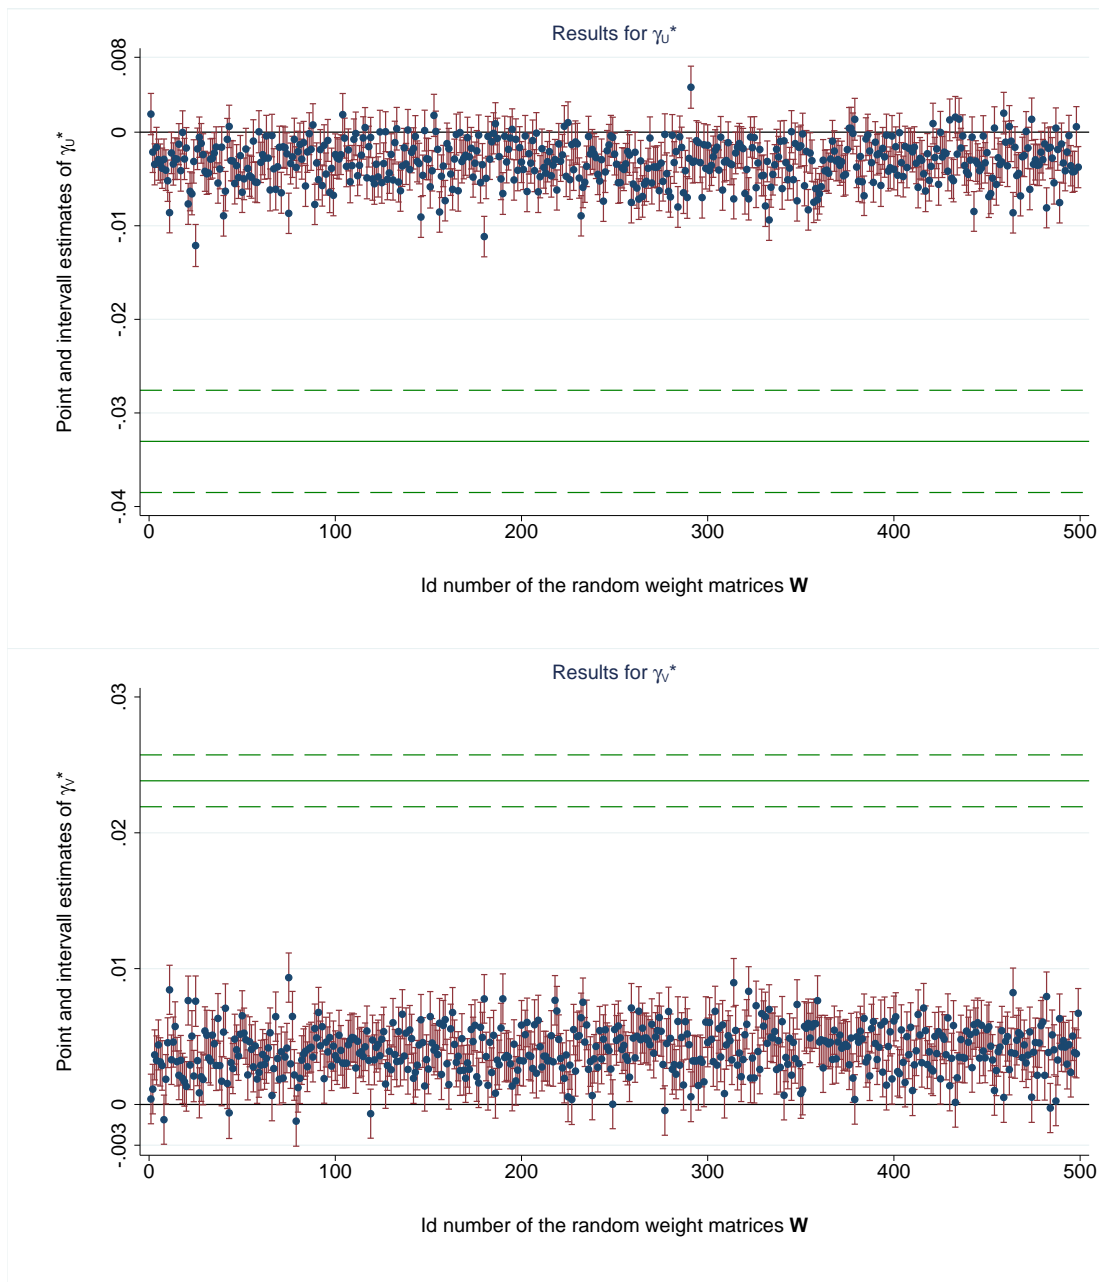 Results for γU*
Point and intervall estimates of γU*
.008
0
-.01
-.02
-.03
-.04
0 100 200 300 400 500
Id number of the random weight matrices W
Results for γV*
Point and intervall estimates of γV*
.03
.02
.01
0
-.003
0 100 200 300 400 500
Id number of the random weight matrices W